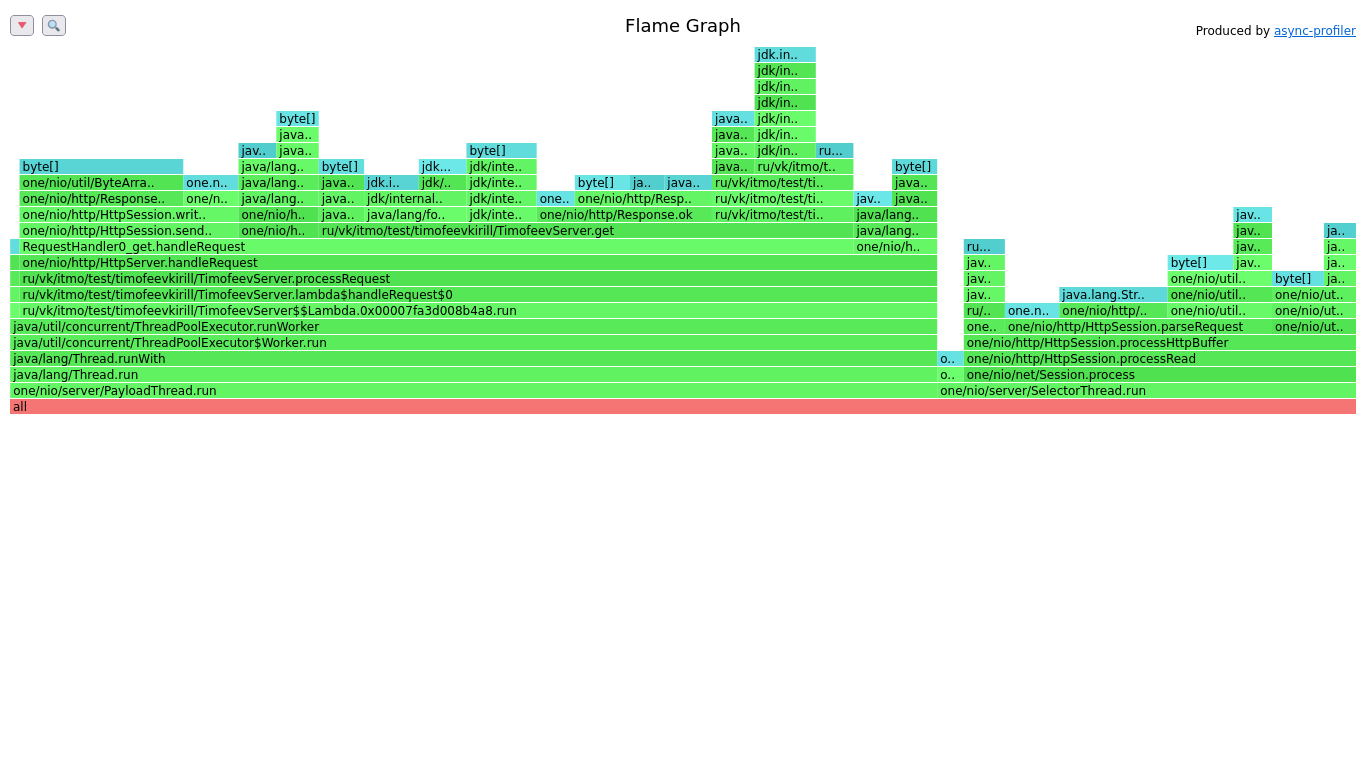 Flame Graph
Produced by async-profiler
jdk.in..
jdk/in..
jdk/in..
jdk/in..
byte[] java.. jdk/in..
java.. java.. jdk/in..
jav.. java.. byte[] java.. jdk/in.. ru...
byte[] java/lang.. byte[] jdk... jdk/inte.. java.. ru/vk/itmo/t.. byte[]
one/nio/util/ByteArra.. one.n.. java/lang.. java.. jdk.i.. jdk/.. jdk/inte.. byte[] ja.. java.. ru/vk/itmo/test/ti.. java..
one/nio/http/Response.. one/n.. java/lang.. java.. jdk/internal.. jdk/inte.. one.. one/nio/http/Resp.. ru/vk/itmo/test/ti.. jav.. java..
one/nio/http/HttpSession.writ.. one/nio/h.. java.. java/lang/fo.. jdk/inte.. one/nio/http/Response.ok ru/vk/itmo/test/ti.. java/lang.. jav..
one/nio/http/HttpSession.send.. one/nio/h.. ru/vk/itmo/test/timofeevkirill/TimofeevServer.get java/lang.. jav.. ja..
RequestHandler0_get.handleRequest one/nio/h.. ru... jav.. ja..
one/nio/http/HttpServer.handleRequest jav.. byte[] jav.. ja..
ru/vk/itmo/test/timofeevkirill/TimofeevServer.processRequest jav.. one/nio/util.. byte[] ja..
ru/vk/itmo/test/timofeevkirill/TimofeevServer.lambda$handleRequest$0 jav.. java.lang.Str.. one/nio/util.. one/nio/ut..
ru/vk/itmo/test/timofeevkirill/TimofeevServer$$Lambda.0x00007fa3d008b4a8.run ru/.. one.n.. one/nio/http/.. one/nio/util.. one/nio/ut..
java/util/concurrent/ThreadPoolExecutor.runWorker one.. one/nio/http/HttpSession.parseRequest one/nio/ut..
java/util/concurrent/ThreadPoolExecutor$Worker.run one/nio/http/HttpSession.processHttpBuffer
java/lang/Thread.runWith o.. one/nio/http/HttpSession.processRead
java/lang/Thread.run o.. one/nio/net/Session.process
one/nio/server/PayloadThread.run one/nio/server/SelectorThread.run
all